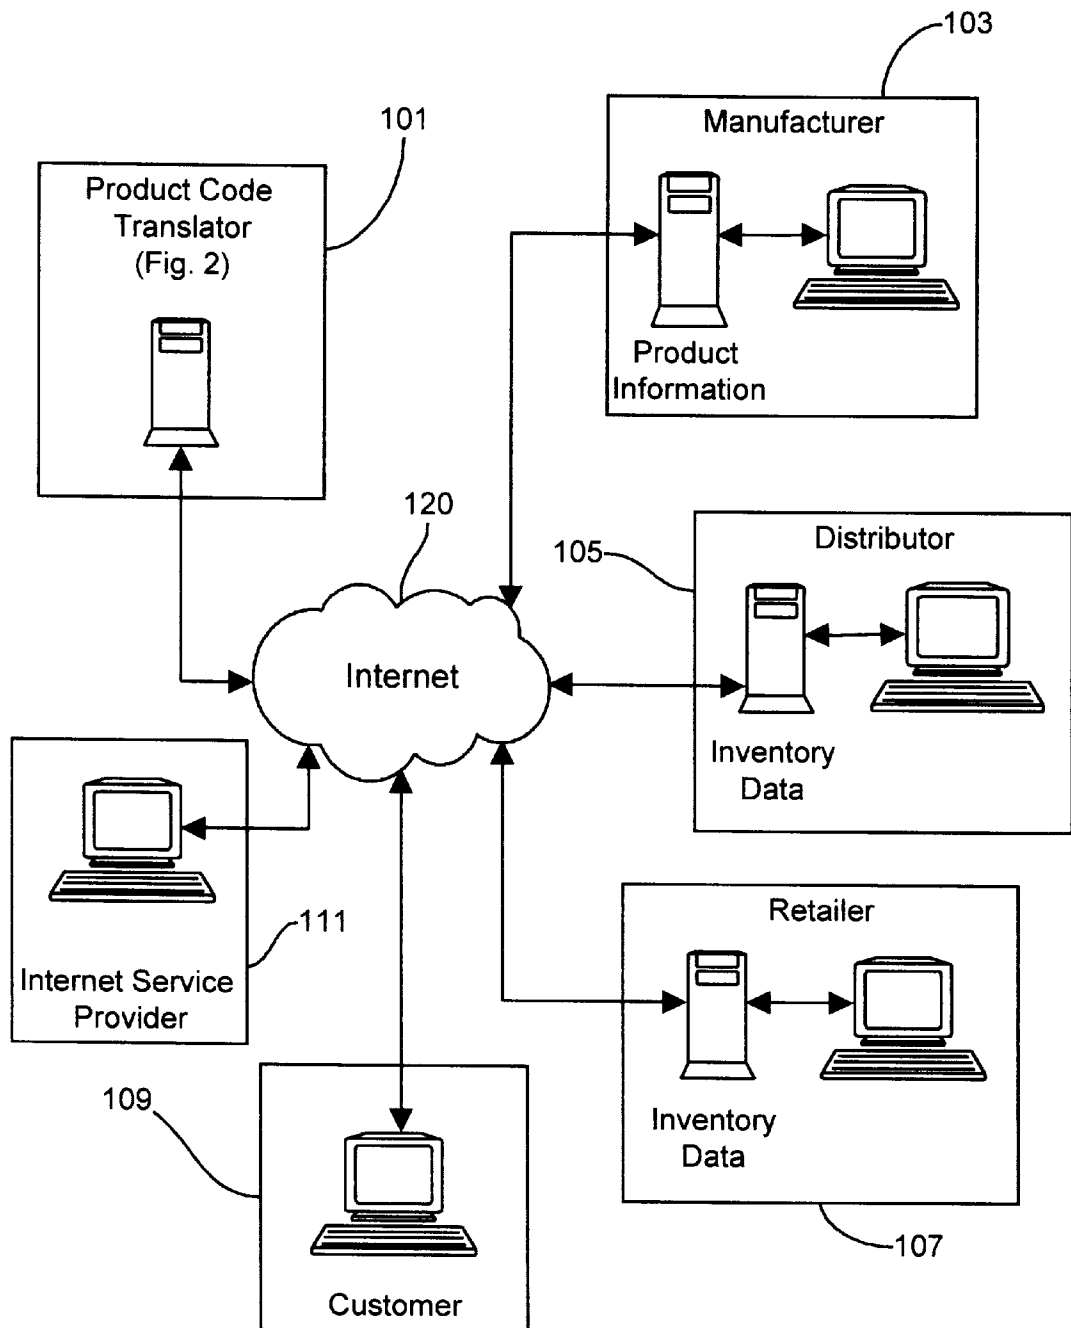 103
Manufacturer
Product
Information
101
Product Code
Translator
(Fig. 2)
120
Internet
105
Distributor
Inventory
Data
111
Internet Service
Provider
Retailer
Inventory
Data
107
109
Customer